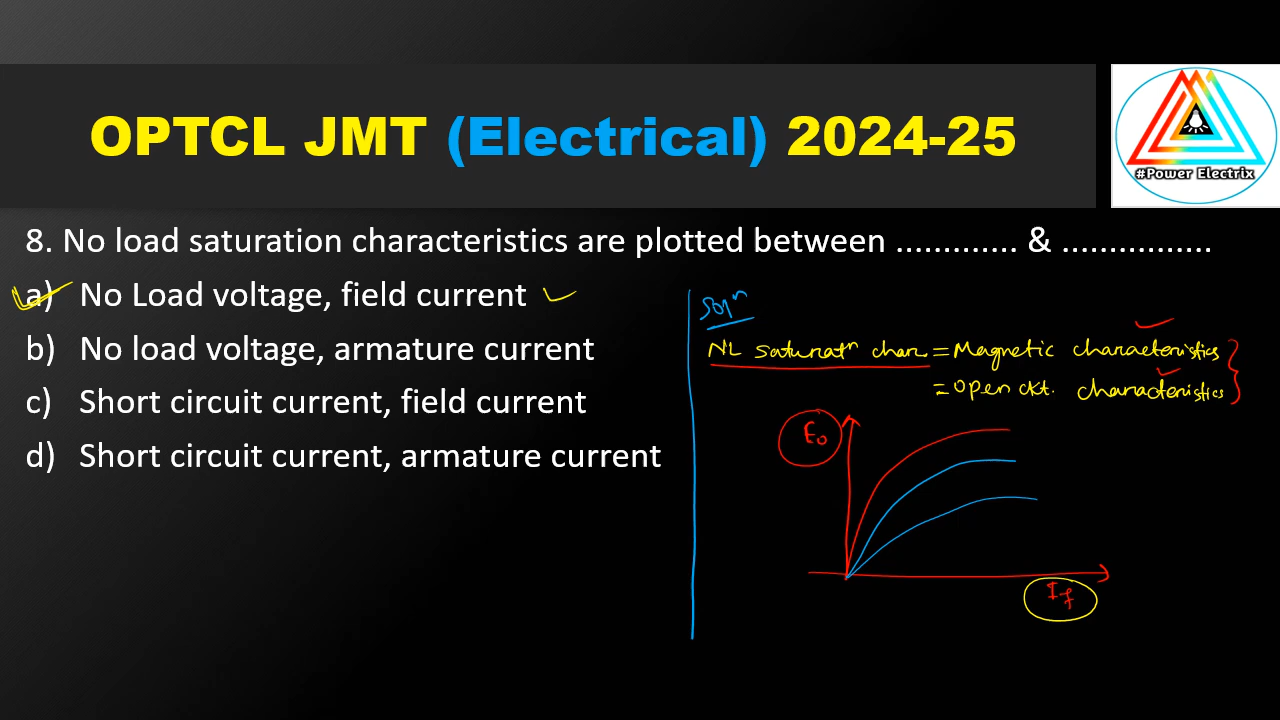 OPTCL JMT (Electrical) 2024-25
#Power Electrix
8. No load saturation characteristics are plotted between ............. & ................
a) No Load voltage, field current
b) No load voltage, armature current
c) Short circuit current, field current
d) Short circuit current, armature current
Solⁿ
NL saturatⁿ char. = Magnetic characteristics
= open ckt. characteristics
E₀
I_f